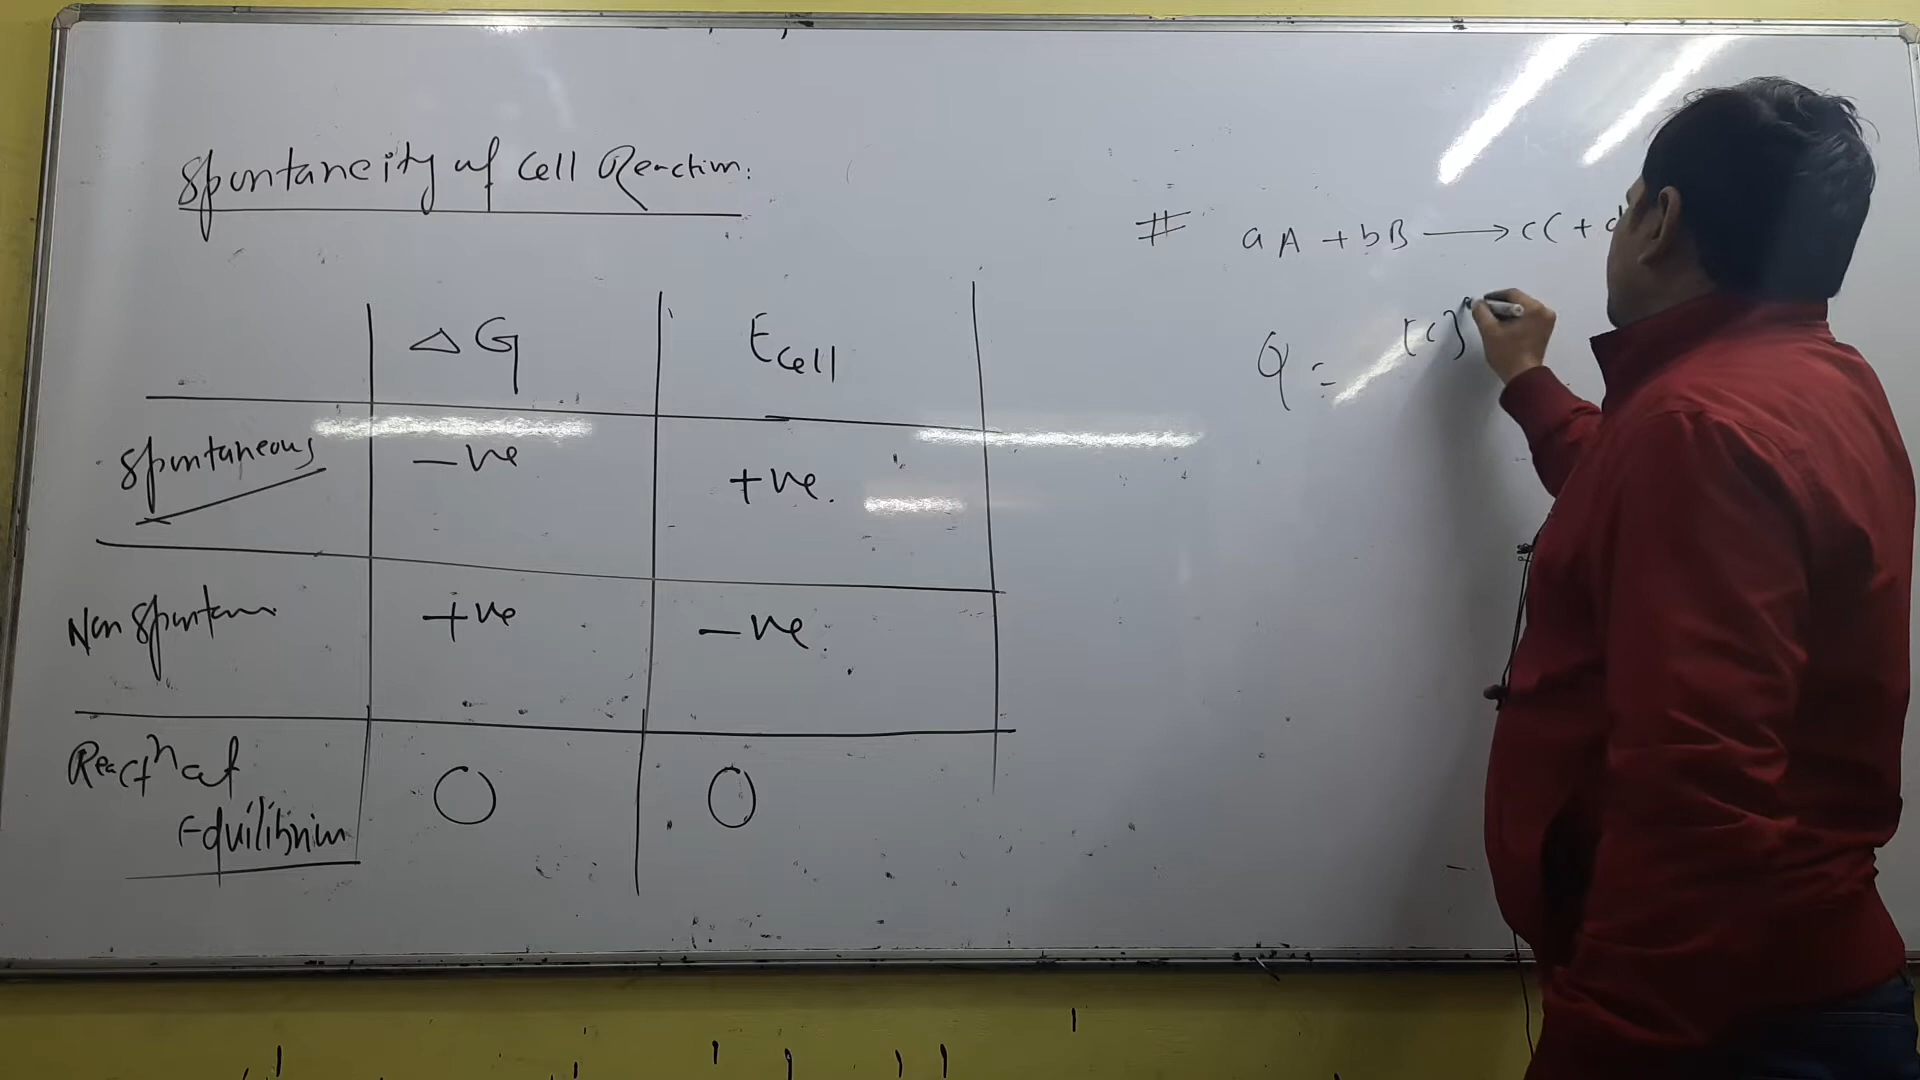 Spontaneity of Cell Reaction:
△G Ecell
Spontaneous -ve +ve.
Non Spontan -ve.
+ve
Reactn at
Equilibrium
0 0
# aA + bB → cC + d
Q = [C]